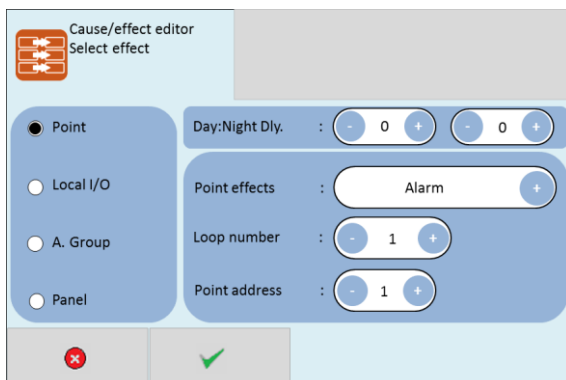 Cause/effect editor
Select effect
Point
Day:Night Dly. : - 0 + - 0 +
Local I/O
Point effects : Alarm +
A. Group
Loop number : - 1 +
Panel
Point address : - 1 +